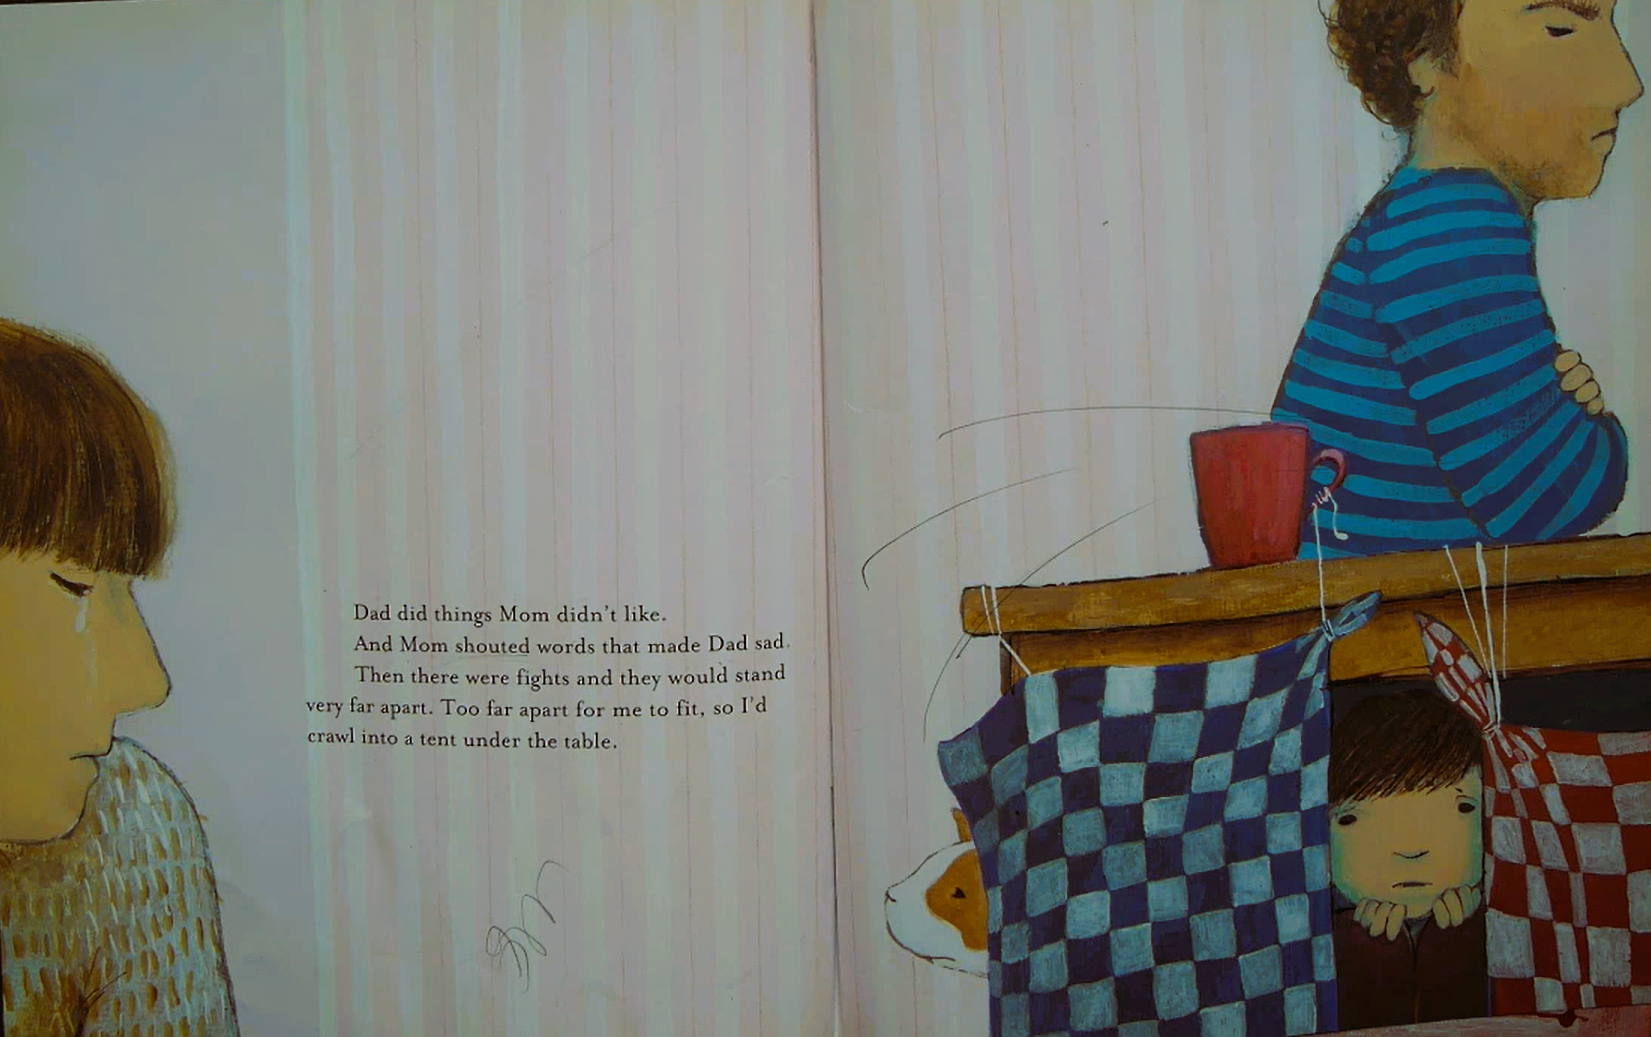 Dad did things Mom didn't like.
And Mom shouted words that made Dad sad.
Then there were fights and they would stand
very far apart. Too far apart for me to fit, so I'd
crawl into a tent under the table.